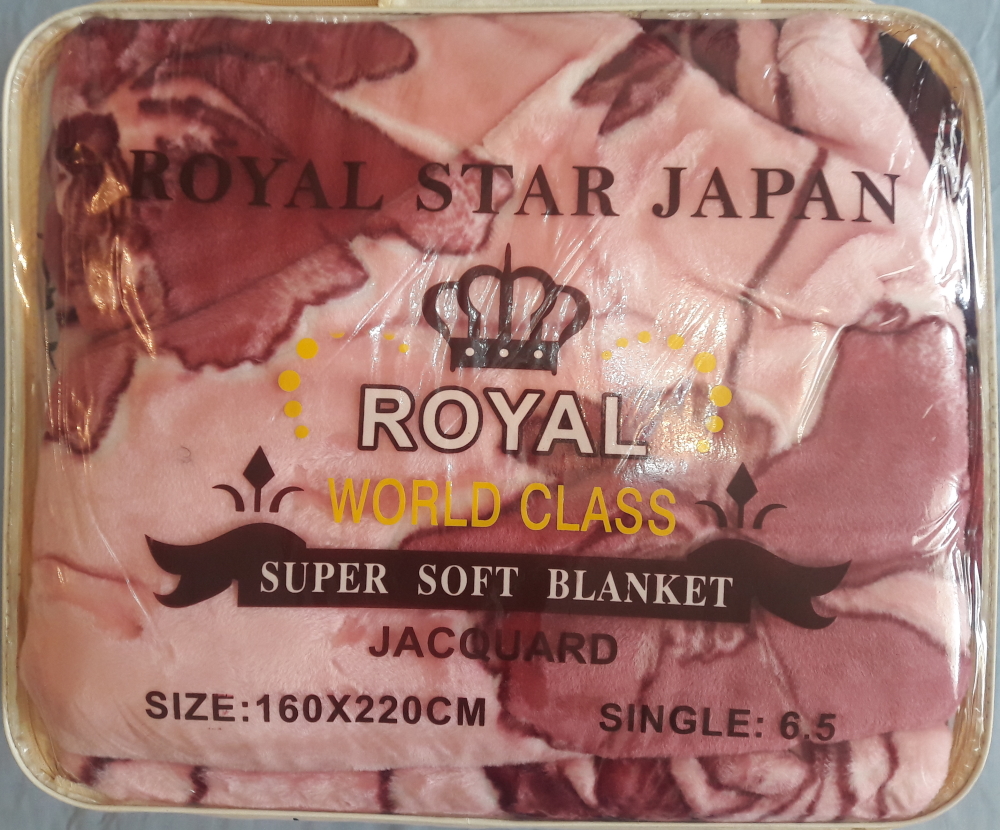 ROYAL STAR JAPAN
ROYAL
WORLD CLASS
SUPER SOFT BLANKET
JACQUARD
SIZE:160X220CM SINGLE: 6.5